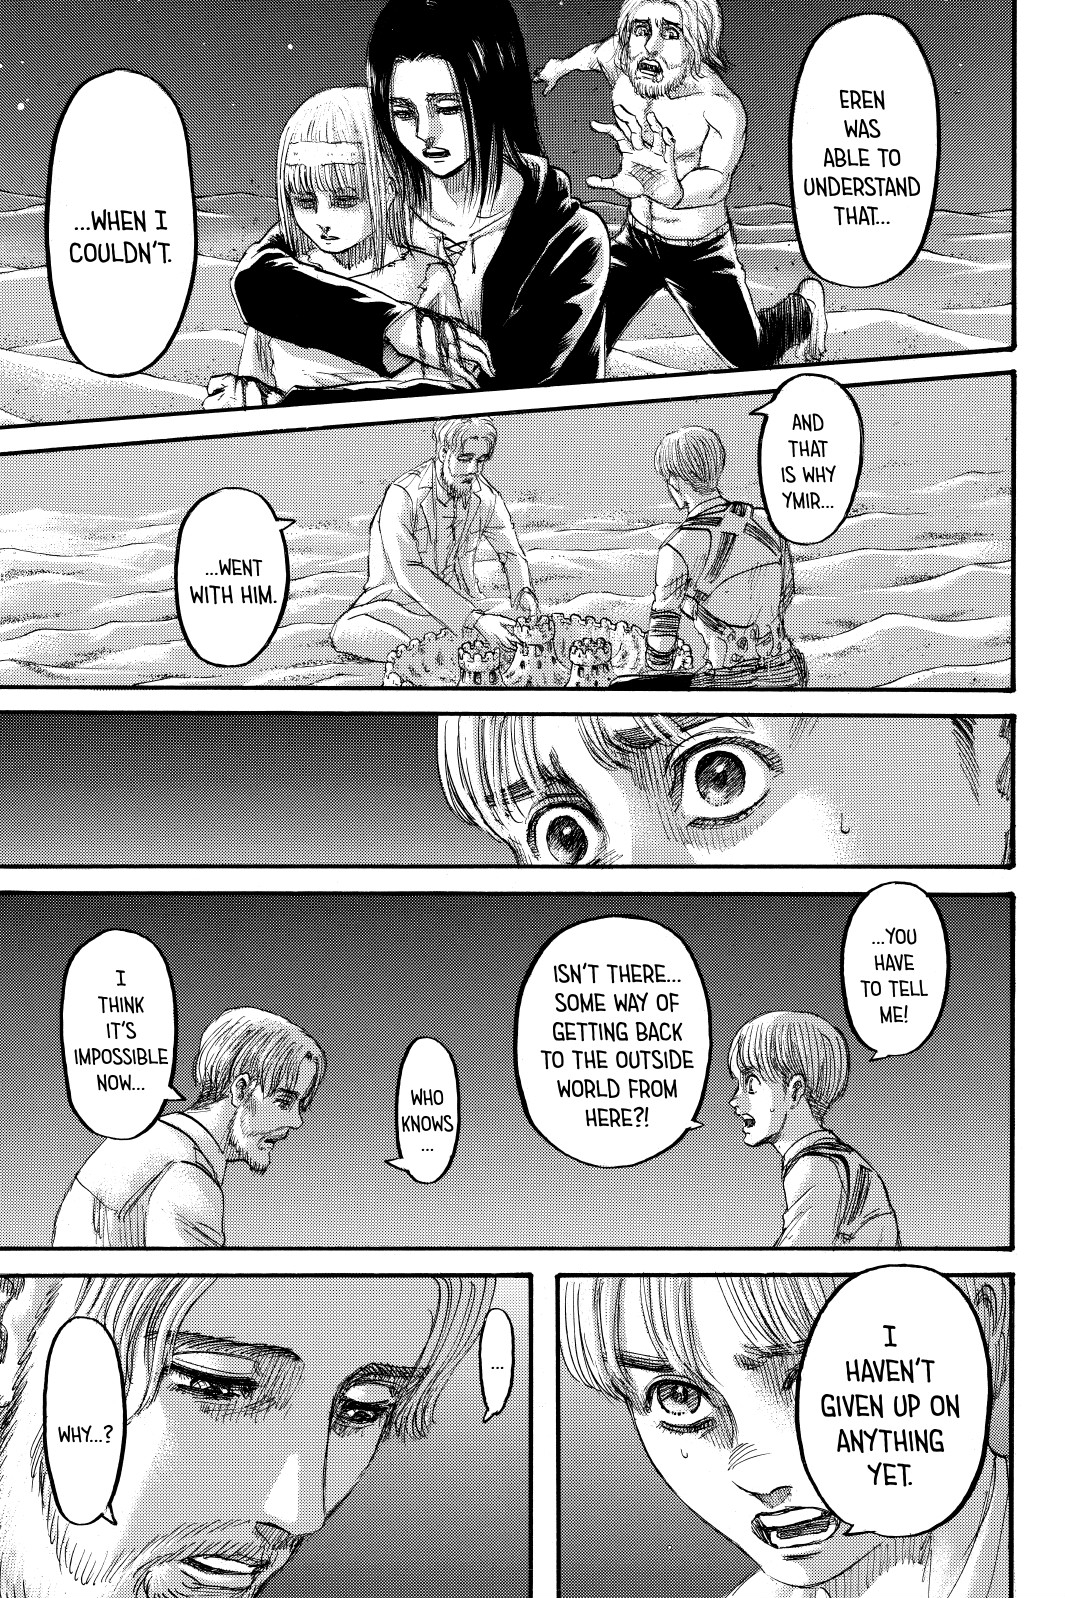 EREN
WAS
ABLE TO
UNDERSTAND
THAT...
...WHEN I
COULDN'T.
AND
THAT
IS WHY
YMIR...
...WENT
WITH HIM.
...YOU
HAVE
TO TELL
ME!
ISN'T THERE...
SOME WAY OF
GETTING BACK
TO THE OUTSIDE
WORLD FROM
HERE?!
WHO
KNOWS
...
I
THINK
IT'S
IMPOSSIBLE
NOW...
I
HAVEN'T
GIVEN UP ON
ANYTHING
YET.
...
WHY...?